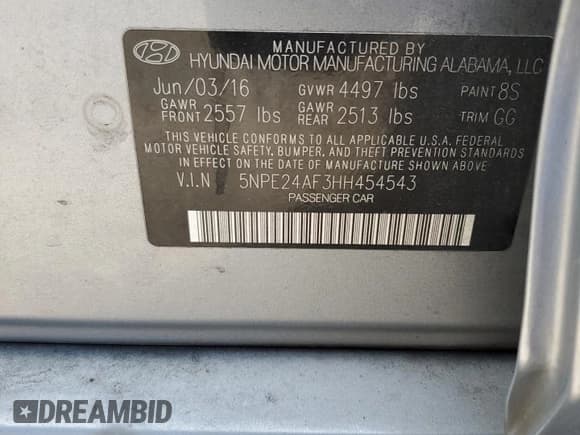 MANUFACTURED BY
HYUNDAI MOTOR MANUFACTURING ALABAMA, LLC
Jun/03/16 GVWR 4497 lbs PAINT 8S
GAWR FRONT 2557 lbs GAWR REAR 2513 lbs TRIM GG
THIS VEHICLE CONFORMS TO ALL APPLICABLE U.S.A. FEDERAL
MOTOR VEHICLE SAFETY, BUMPER, AND THEFT PREVENTION STANDARDS
IN EFFECT ON THE DATE OF MANUFACTURE SHOWN ABOVE
V.I.N 5NPE24AF3HH454543
PASSENGER CAR
DREAMBID